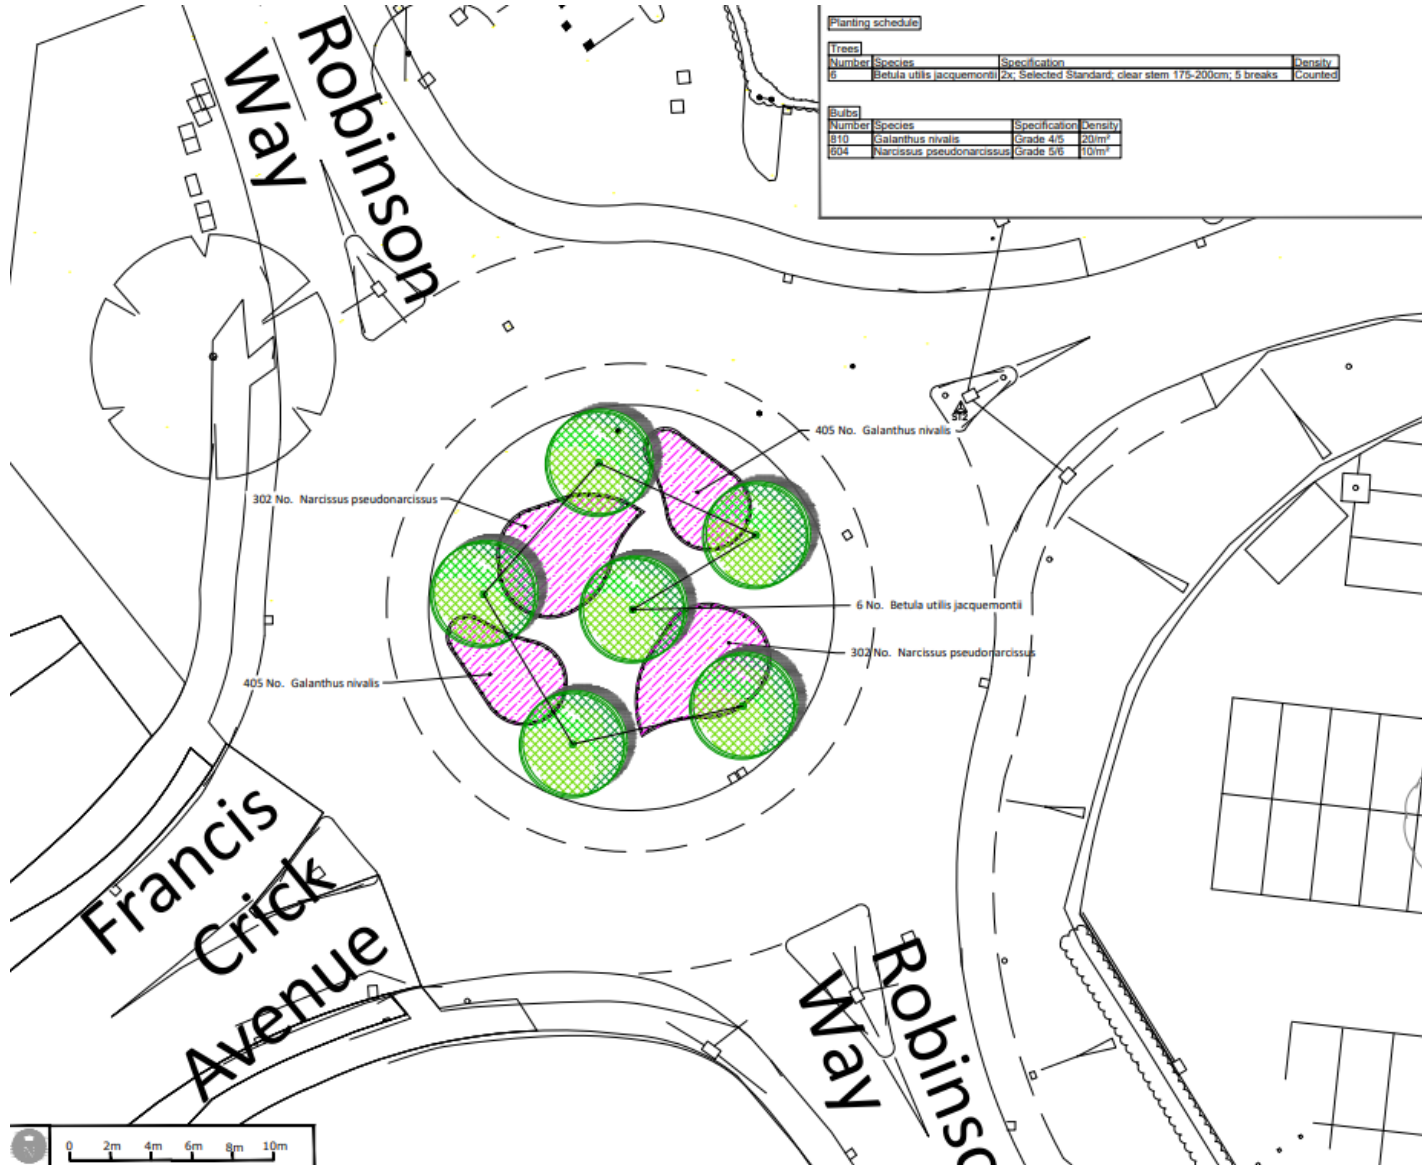 Planting schedule
Trees
Number Species Specification Density
6 Betula utilis jacquemontii 2x; Selected Standard; clear stem 175-200cm; 5 breaks Counted
Bulbs
Number Species Specification Density
810 Galanthus nivalis Grade 4/5 20/m²
604 Narcissus pseudonarcissus Grade 5/6 10/m²
Robinson
Way
ST2
405 No. Galanthus nivalis
302 No. Narcissus pseudonarcissus
6 No. Betula utilis jacquemontii
302 No. Narcissus pseudonarcissus
405 No. Galanthus nivalis
Francis
Crick
Avenue
Robinso
Way
N
0 2m 4m 6m 8m 10m